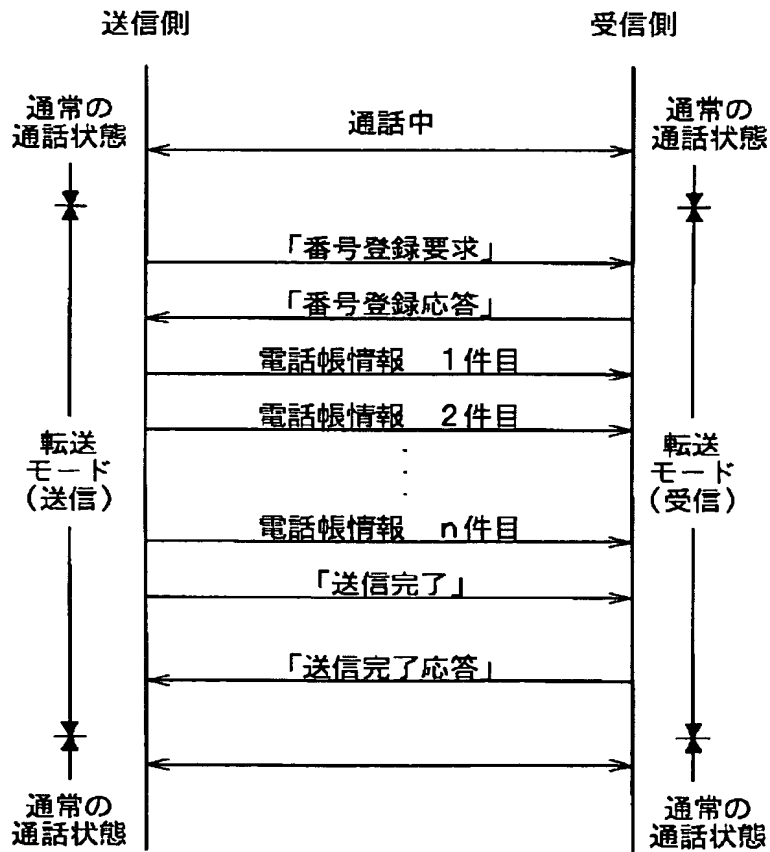 送信側
受信側
通常の
通話状態
通話中
通常の
通話状態
「番号登録要求」
「番号登録応答」
電話帳情報　1件目
電話帳情報　2件目
転送
モード
(送信)
転送
モード
(受信)
電話帳情報　n件目
「送信完了」
「送信完了応答」
通常の
通話状態
通常の
通話状態